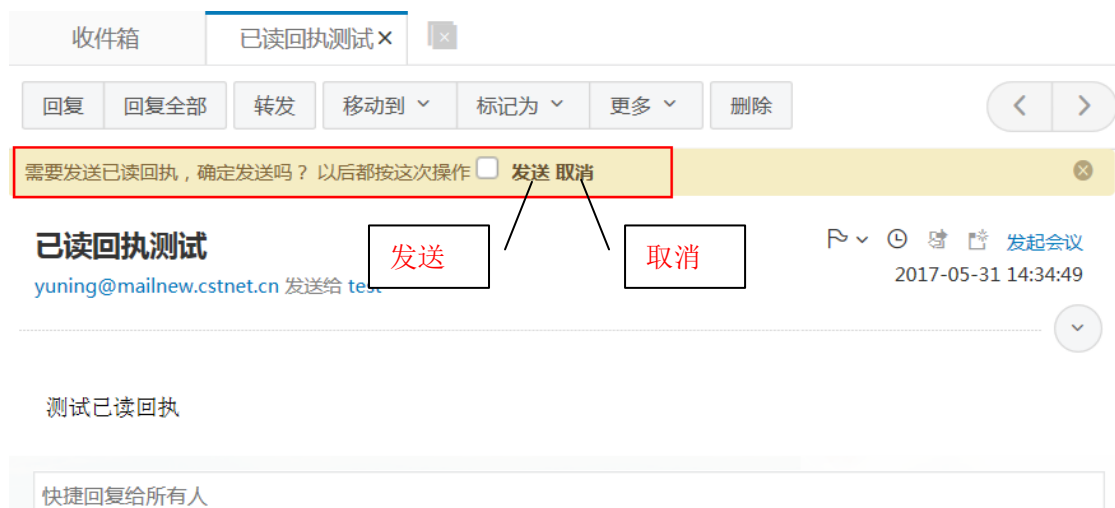 收件箱 已读回执测试
回复 回复全部 转发 移动到 标记为 更多 删除
需要发送已读回执，确定发送吗？ 以后都按这次操作 发送 取消
已读回执测试
发送
取消
发起会议
yuning@mailnew.cstnet.cn 发送给 test
2017-05-31 14:34:49
测试已读回执
快捷回复给所有人